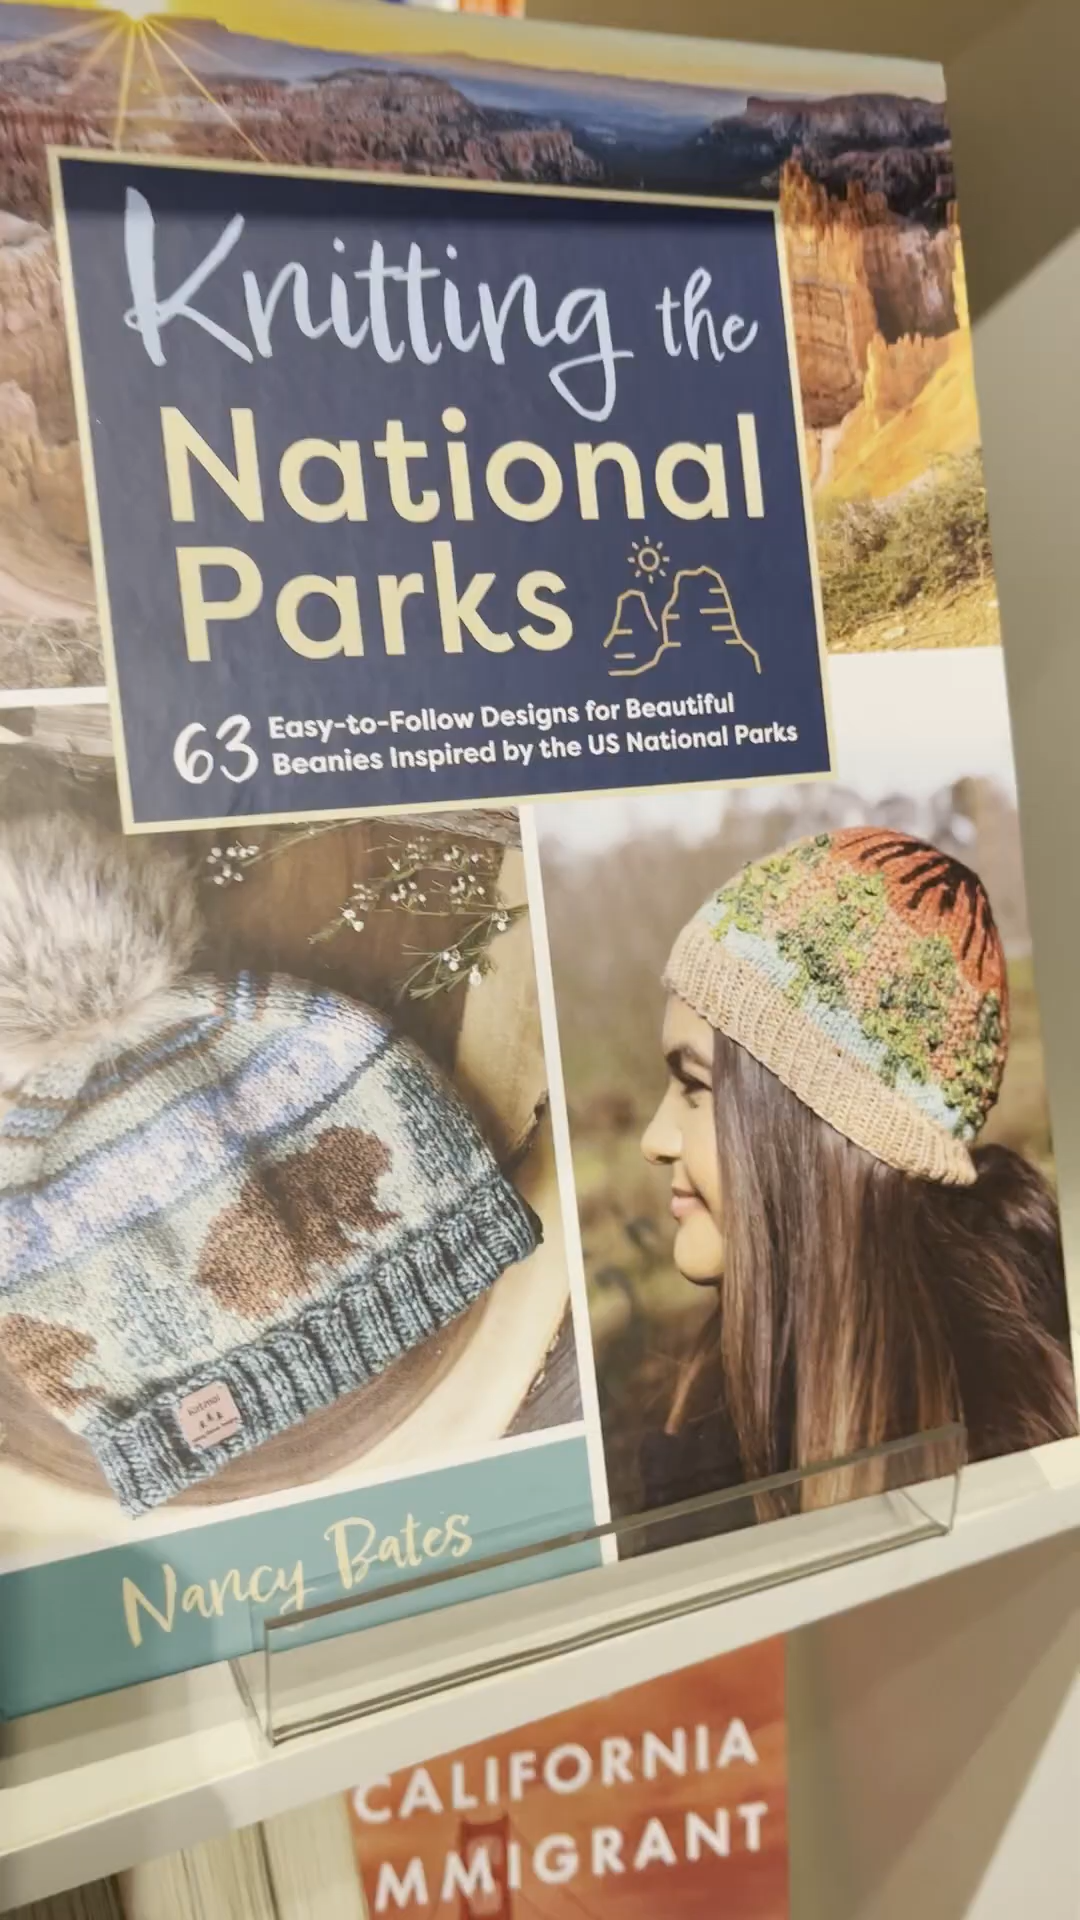 Knitting the
National
Parks
63 Easy-to-Follow Designs for Beautiful
Beanies Inspired by the US National Parks
Katmai
Nancy Bates
CALIFORNIA
MMIGRANT